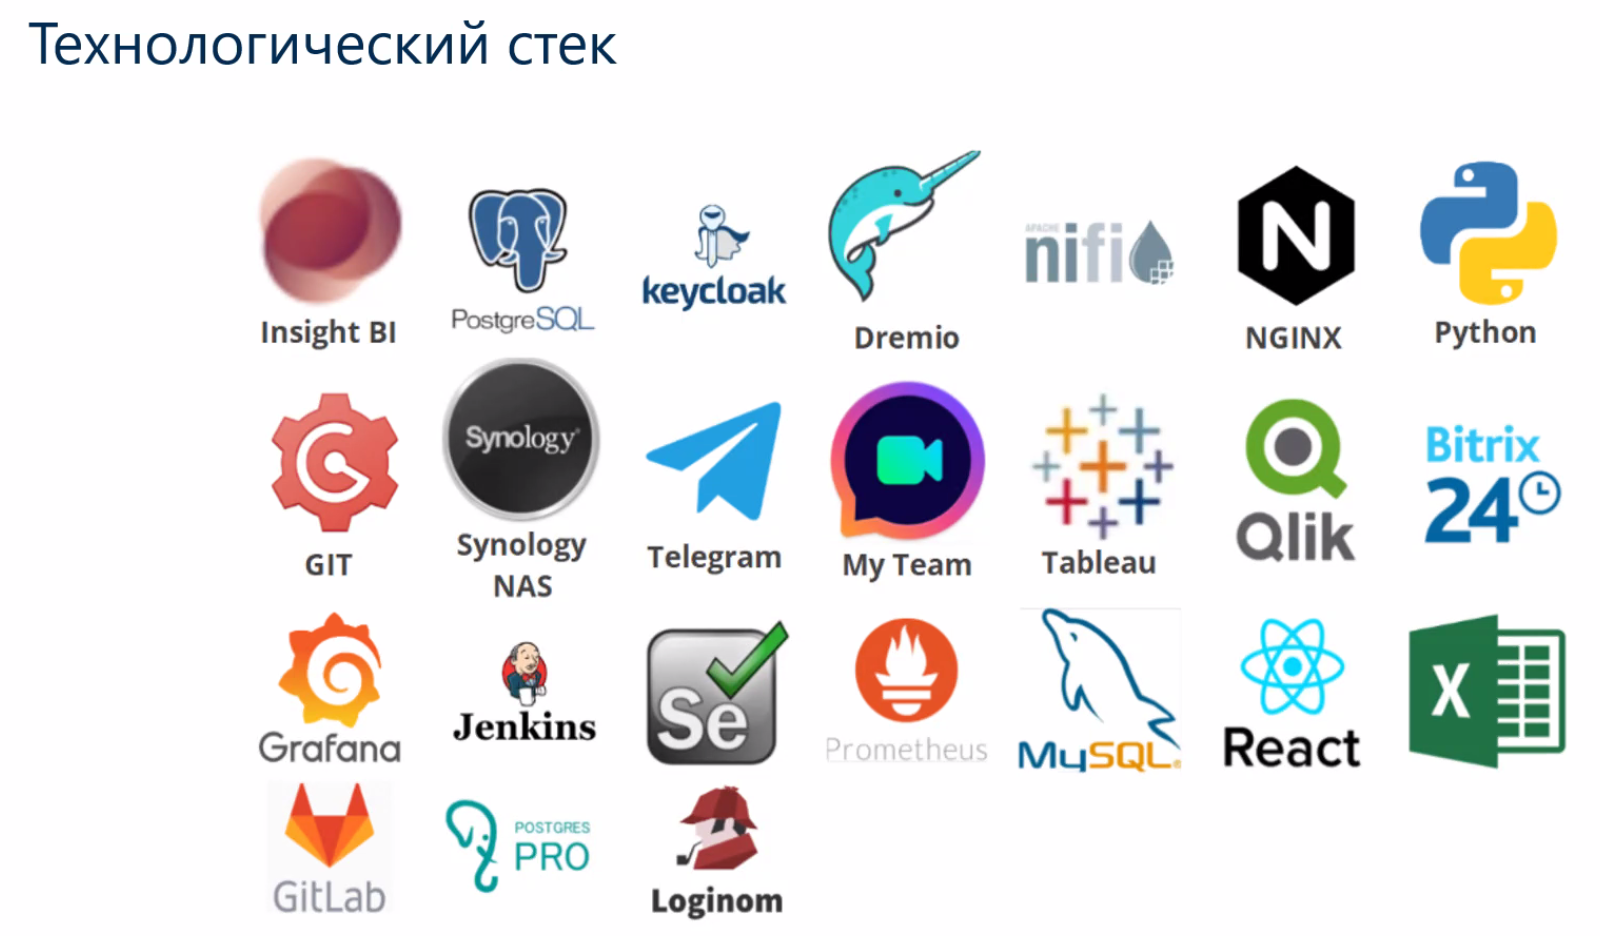 Технологический стек
Insight BI
PostgreSQL
keycloak
Dremio
APACHE
nifi
N
NGINX
Python
GIT
Synology®
Synology
NAS
Telegram
My Team
Tableau
Qlik
Bitrix
24
Grafana
Jenkins
Se
Prometheus
MySQL®
React
X
GitLab
POSTGRES
PRO
Loginom